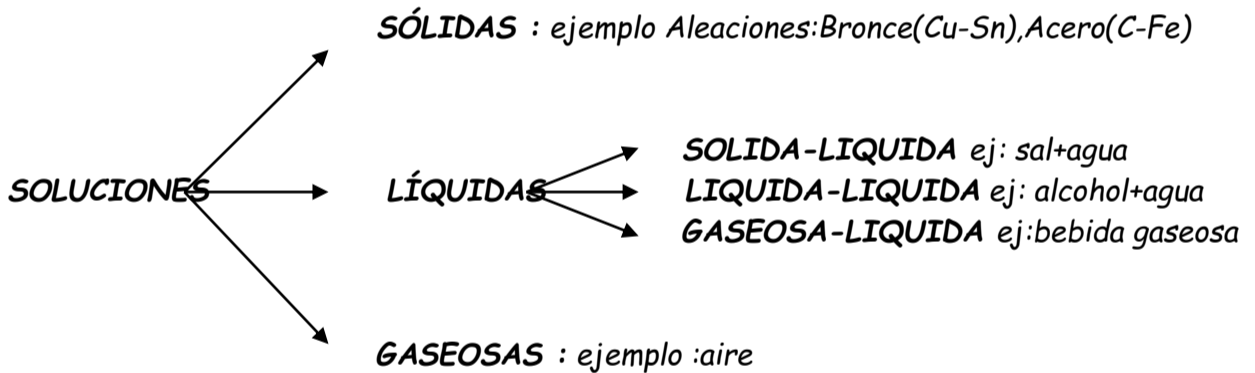 SÓLIDAS : ejemplo Aleaciones:Bronce(Cu-Sn),Acero(C-Fe)
SOLUCIONES
LÍQUIDAS
SOLIDA-LIQUIDA ej: sal+agua
LIQUIDA-LIQUIDA ej: alcohol+agua
GASEOSA-LIQUIDA ej:bebida gaseosa
GASEOSAS : ejemplo :aire